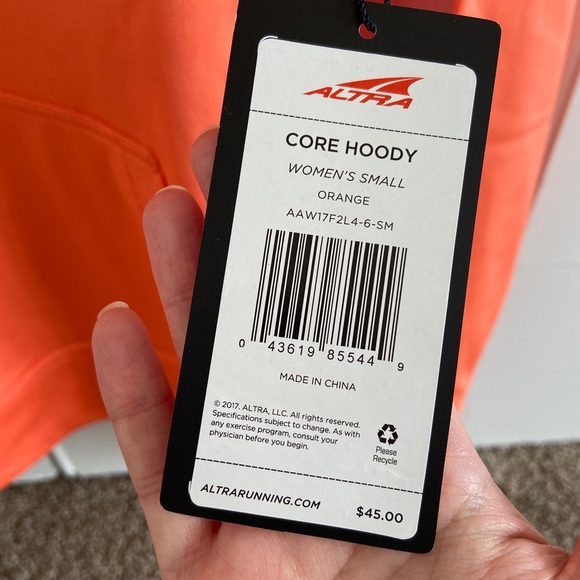 ALTRA
CORE HOODY
WOMEN'S SMALL
ORANGE
AAW17F2L4-6-SM
0 43619 85544 9
MADE IN CHINA
© 2017. ALTRA, LLC. All rights reserved.
Specifications subject to change. As with
any exercise program, consult your
physician before you begin.
Please
Recycle
ALTRARUNNING.COM
$45.00